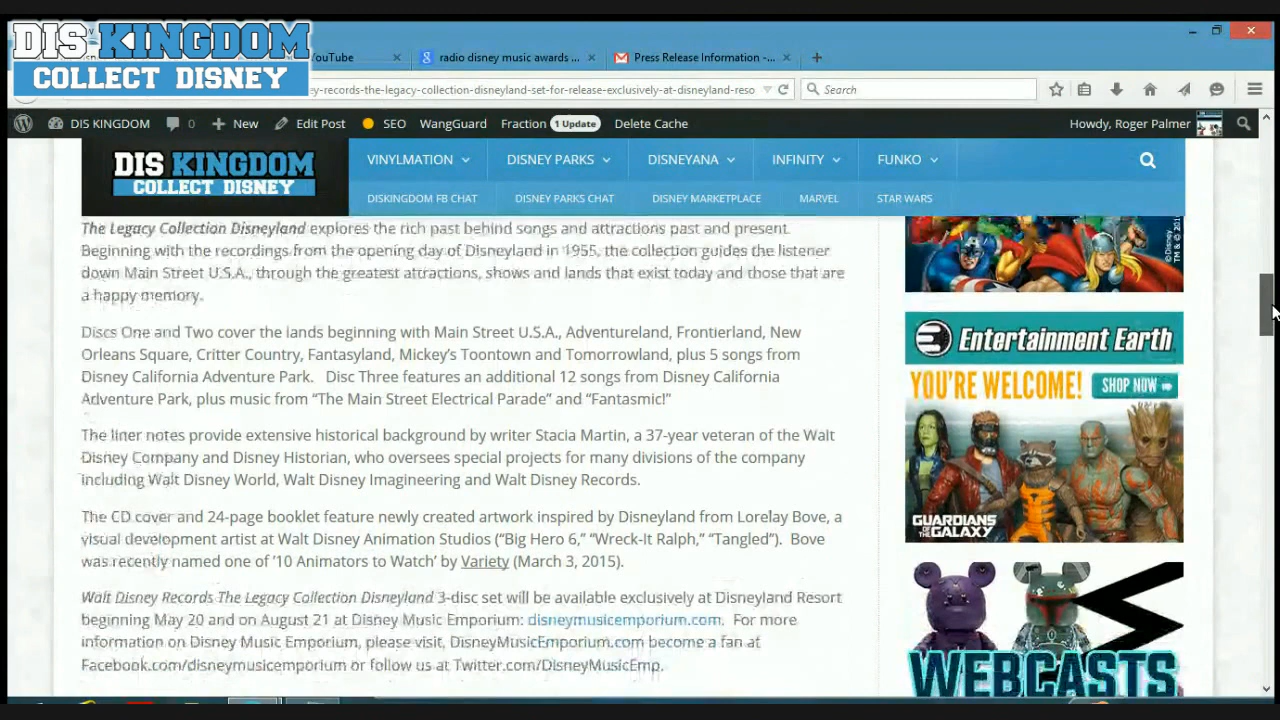 DIS KINGDOM
COLLECT DISNEY
YouTube
radio disney music awards ...
Press Release Information -...
y-records-the-legacy-collection-disneyland-set-for-release-exclusively-at-disneyland-reso
Search
DIS KINGDOM
0
New
Edit Post
SEO
WangGuard
Fraction
1 Update
Delete Cache
Howdy, Roger Palmer
DIS KINGDOM
COLLECT DISNEY
VINYLMATION
DISNEY PARKS
DISNEYANA
INFINITY
FUNKO
DISKINGDOM FB CHAT
DISNEY PARKS CHAT
DISNEY MARKETPLACE
MARVEL
STAR WARS
The Legacy Collection Disneyland explores the rich past behind songs and attractions past and present.
Beginning with the recordings from the opening day of Disneyland in 1955, the collection guides the listener
down Main Street U.S.A., through the greatest attractions, shows and lands that exist today and those that are
a happy memory.
Discs One and Two cover the lands beginning with Main Street U.S.A., Adventureland, Frontierland, New
Orleans Square, Critter Country, Fantasyland, Mickey's Toontown and Tomorrowland, plus 5 songs from
Disney California Adventure Park. Disc Three features an additional 12 songs from Disney California
Adventure Park, plus music from “The Main Street Electrical Parade” and “Fantasmic!”
The liner notes provide extensive historical background by writer Stacia Martin, a 37-year veteran of the Walt
Disney Company and Disney Historian, who oversees special projects for many divisions of the company
including Walt Disney World, Walt Disney Imagineering and Walt Disney Records.
The CD cover and 24-page booklet feature newly created artwork inspired by Disneyland from Lorelay Bove, a
visual development artist at Walt Disney Animation Studios (“Big Hero 6,” “Wreck-It Ralph,” “Tangled”). Bove
was recently named one of '10 Animators to Watch' by Variety (March 3, 2015).
Walt Disney Records The Legacy Collection Disneyland 3-disc set will be available exclusively at Disneyland Resort
beginning May 20 and on August 21 at Disney Music Emporium: disneymusicemporium.com. For more
information on Disney Music Emporium, please visit, DisneyMusicEmporium.com become a fan at
Facebook.com/disneymusicemporium or follow us at Twitter.com/DisneyMusicEmp.
Entertainment Earth
YOU'RE WELCOME!
SHOP NOW
GUARDIANS
OF THE GALAXY
WEBCASTS